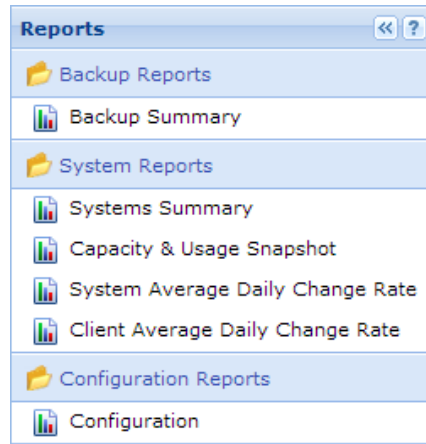 Reports « ?
Backup Reports
Backup Summary
System Reports
Systems Summary
Capacity & Usage Snapshot
System Average Daily Change Rate
Client Average Daily Change Rate
Configuration Reports
Configuration